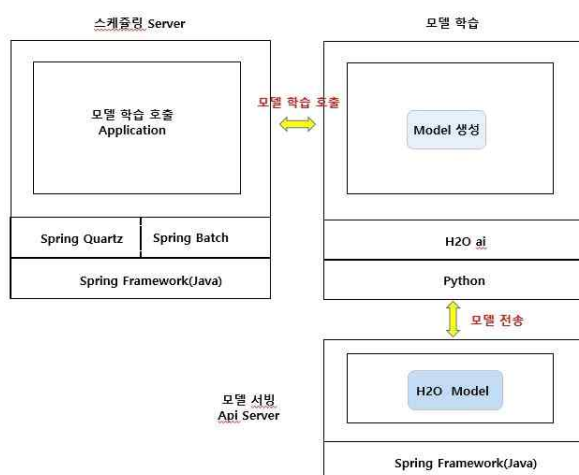 스케쥴링 Server
모델 학습
모델 학습 호출
Application
모델 학습 호출
Model 생성
Spring Quartz
Spring Batch
H2O ai
Spring Framework(Java)
Python
모델 전송
모델 서빙
Api Server
H2O Model
Spring Framework(Java)